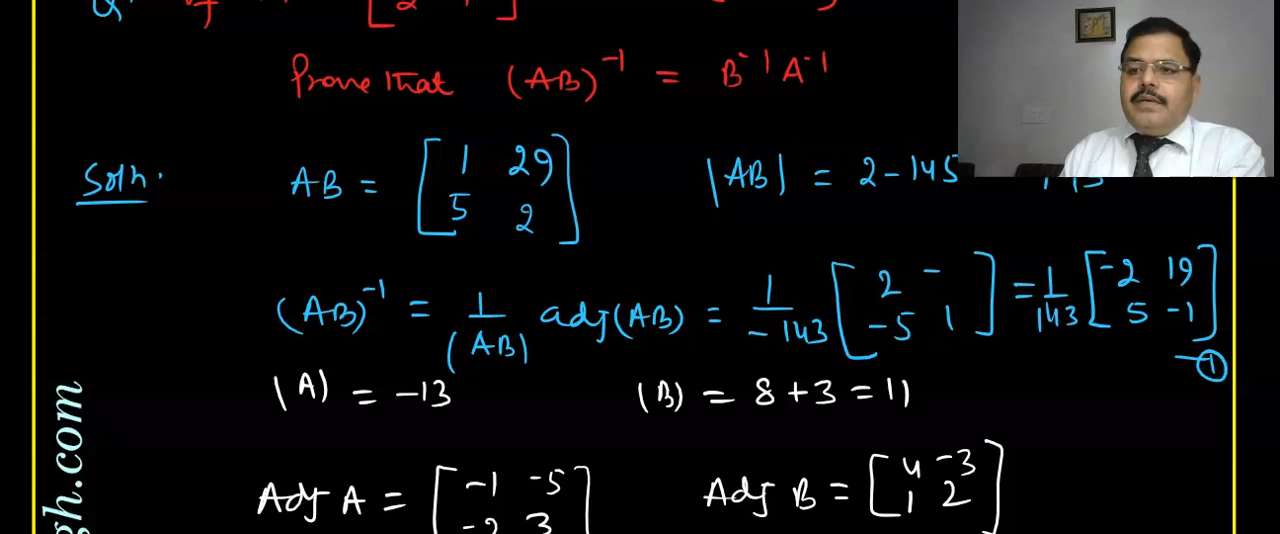 Prove that (AB)⁻¹ = B⁻¹A⁻¹
Soln. AB = [1 29
5 2] |AB| = 2 - 145
(AB)⁻¹ = 1/(AB) adj(AB) = 1/-143 [2 -
-5 1] = 1/143 [-2 19
5 -1] —①
(A) = -13 (B) = 8 + 3 = 11
Adj A = [-1 -5
-2 3] Adj B = [4 -3
1 2]
gh.com